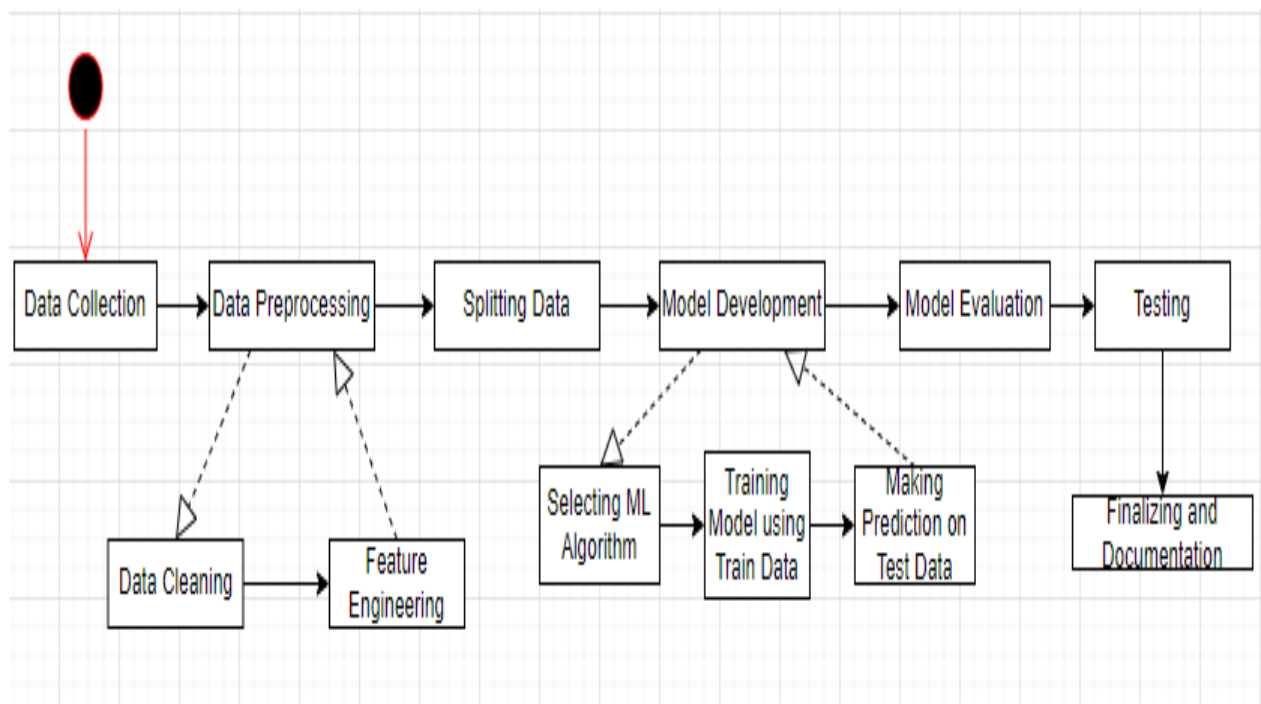 Data Collection
Data Preprocessing
Splitting Data
Model Development
Model Evaluation
Testing
Data Cleaning
Feature
Engineering
Selecting ML
Algorithm
Training
Model using
Train Data
Making
Prediction on
Test Data
Finalizing and
Documentation